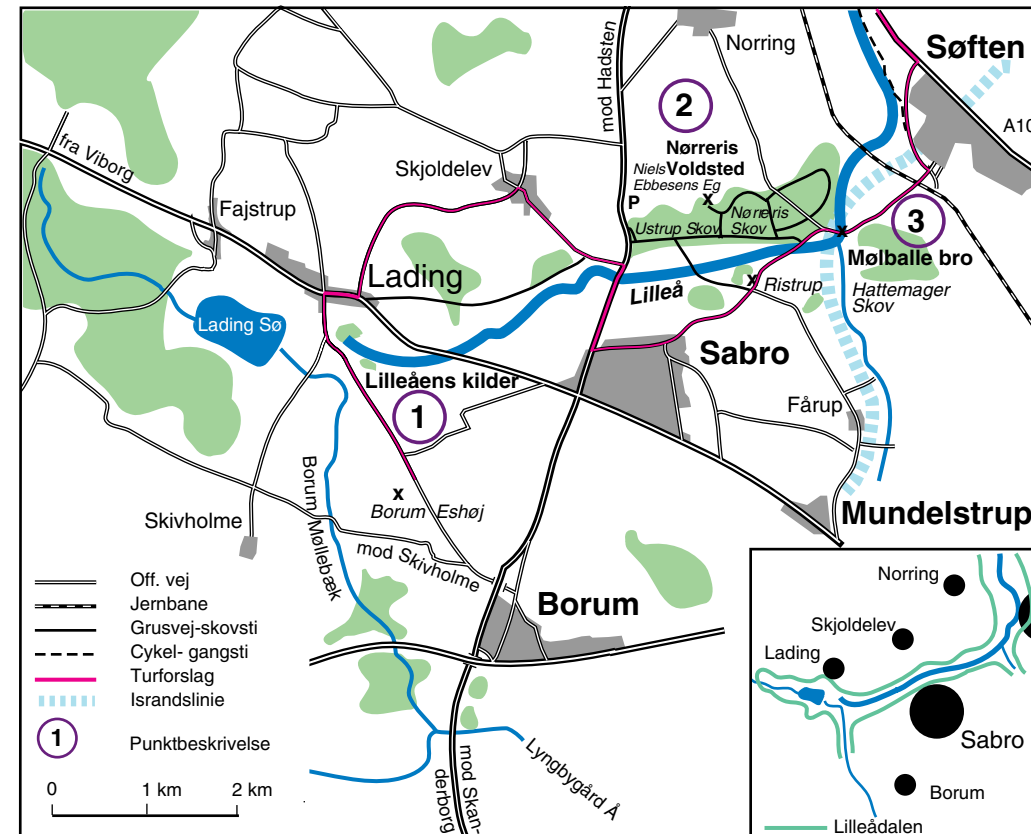 Norring
Søften
mod Hadsten
A10
2
fra Viborg
Nørreris
Niels Voldsted
Ebbesens Eg
x
P
Skjoldelev
Fajstrup
Ustrup Skov
Nørreris
Skov
3
x
Mølballe bro
Lading
Lilleå
x Ristrup
Hattemager
Skov
Lading Sø
Sabro
Lilleåens kilder
1
Fårup
x
Borum Eshøj
Borum Møllebæk
Skivholme
mod Skivholme
Mundelstrup
Borum
Off. vej
Jernbane
Grusvej-skovsti
Cykel- gangsti
Turforslag
Israndslinie
1 Punktbeskrivelse
0 1 km 2 km
mod Skan-
derborg
Lyngbygård Å
Norring
Skjoldelev
Lading
Sabro
Borum
Lilleådalen